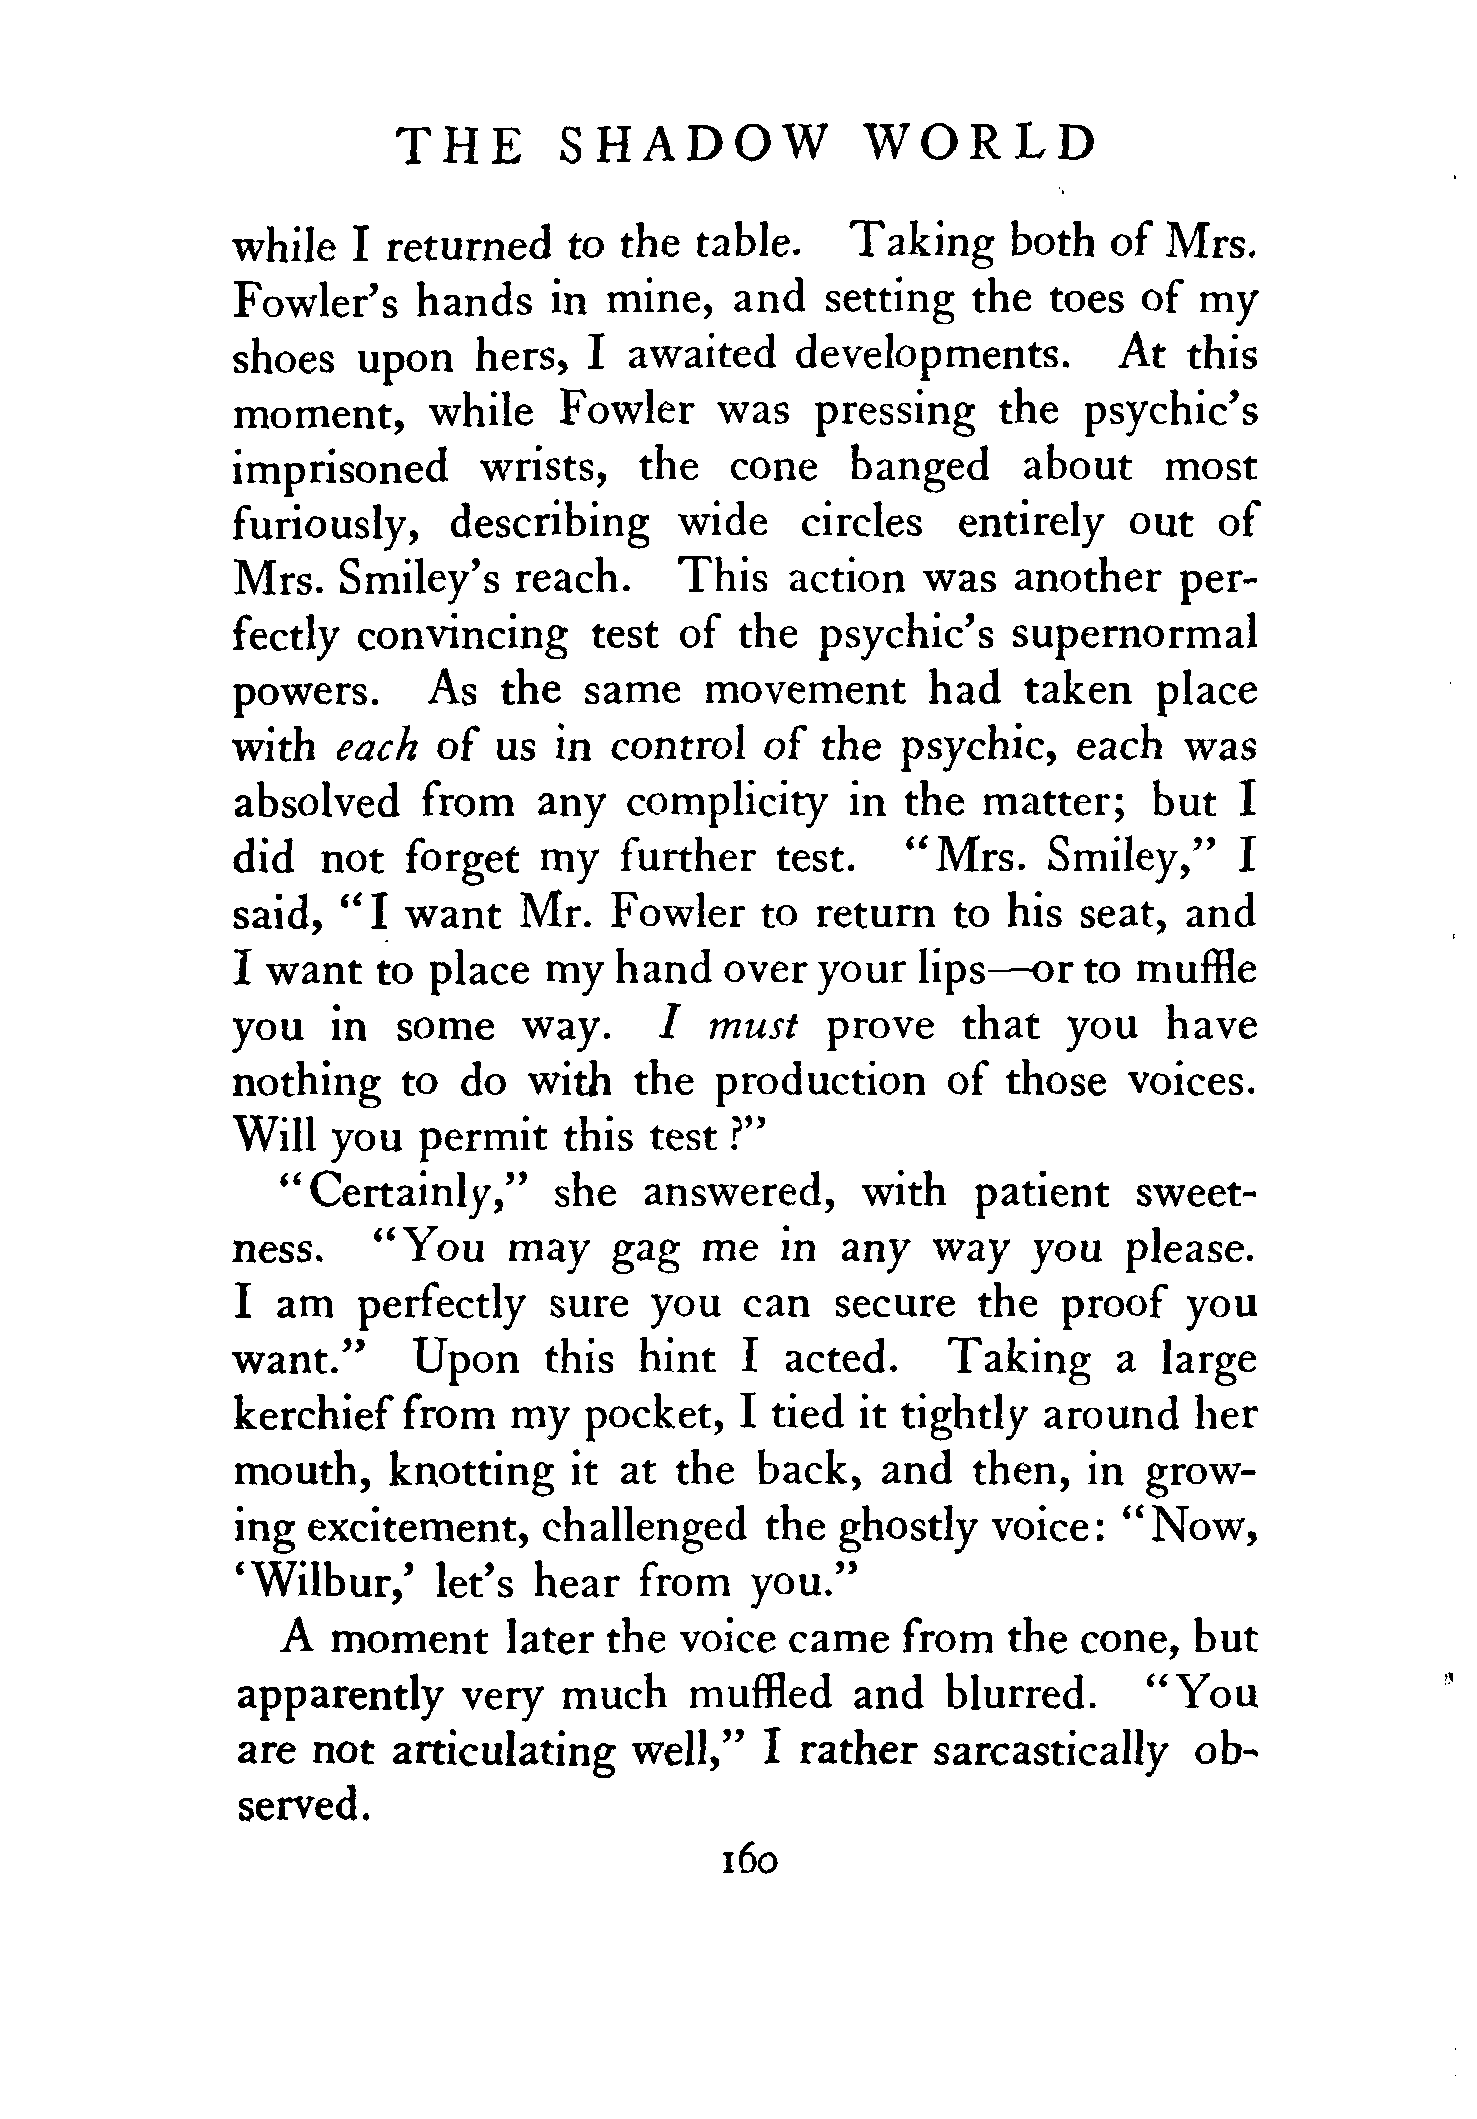 THE SHADOW WORLD
while I returned to the table. Taking both of Mrs.
Fowler's hands in mine, and setting the toes of my
shoes upon hers, I awaited developments. At this
moment, while Fowler was pressing the psychic's
imprisoned wrists, the cone banged about most
furiously, describing wide circles entirely out of
Mrs. Smiley's reach. This action was another per-
fectly convincing test of the psychic's supernormal
powers. As the same movement had taken place
with each of us in control of the psychic, each was
absolved from any complicity in the matter; but I
did not forget my further test. "Mrs. Smiley," I
said, "I want Mr. Fowler to return to his seat, and
I want to place my hand over your lips—or to muffle
you in some way. I must prove that you have
nothing to do with the production of those voices.
Will you permit this test?"
"Certainly," she answered, with patient sweet-
ness. "You may gag me in any way you please.
I am perfectly sure you can secure the proof you
want." Upon this hint I acted. Taking a large
kerchief from my pocket, I tied it tightly around her
mouth, knotting it at the back, and then, in grow-
ing excitement, challenged the ghostly voice: "Now,
'Wilbur,' let's hear from you."
A moment later the voice came from the cone, but
apparently very much muffled and blurred. "You
are not articulating well," I rather sarcastically ob-
served.
160